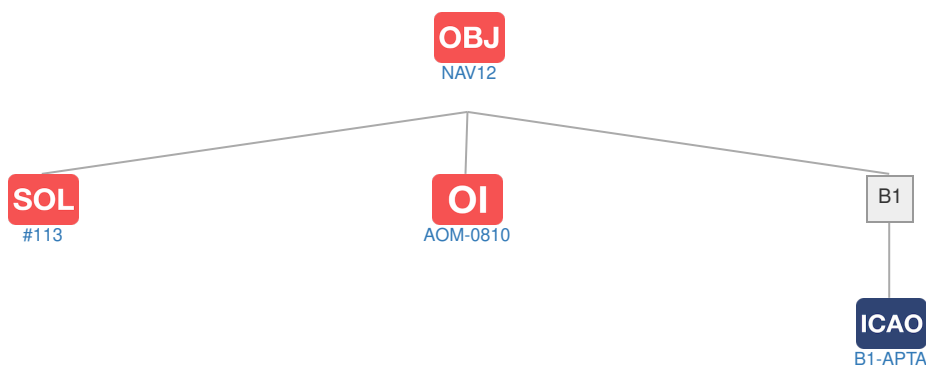 OBJ
NAV12
SOL
#113
OI
AOM-0810
B1
ICAO
B1-APTA